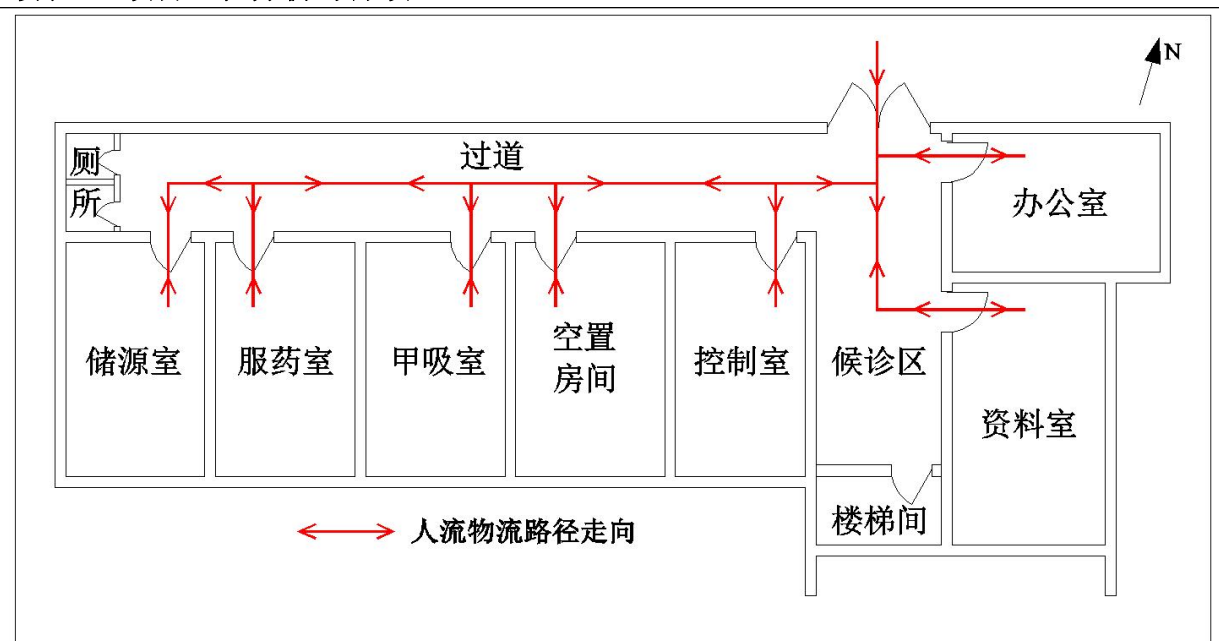 N
过道
厕
所
办公室
储源室
服药室
甲吸室
空置
房间
控制室
候诊区
资料室
楼梯间
人流物流路径走向